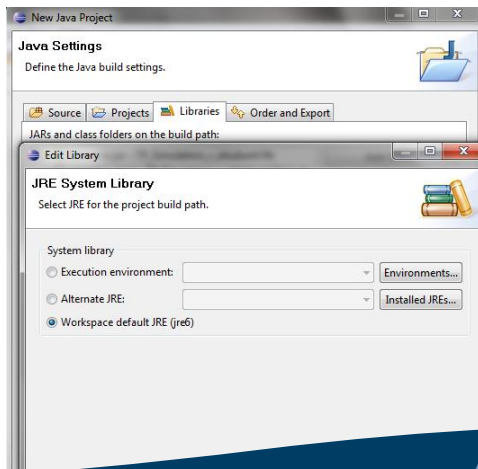 New Java Project
Java Settings
Define the Java build settings.
Source Projects Libraries Order and Export
JARs and class folders on the build path:
Edit Library
JRE System Library
Select JRE for the project build path.
System library
Execution environment: Environments...
Alternate JRE: Installed JREs...
Workspace default JRE (jre6)